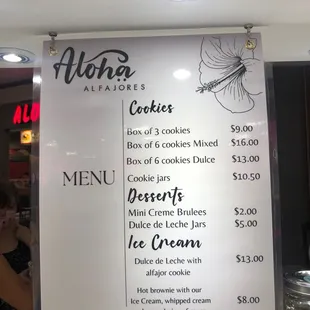 Aloha
ALFAJORES
Cookies
Box of 3 cookies $9.00
Box of 6 cookies Mixed $16.00
Box of 6 cookies Dulce $13.00
MENU
Cookie jars $10.50
Desserts
Mini Creme Brulees $2.00
Dulce de Leche Jars $5.00
Ice Cream
Dulce de Leche with $13.00
alfajor cookie
Hot brownie with our
Ice Cream, whipped cream $8.00